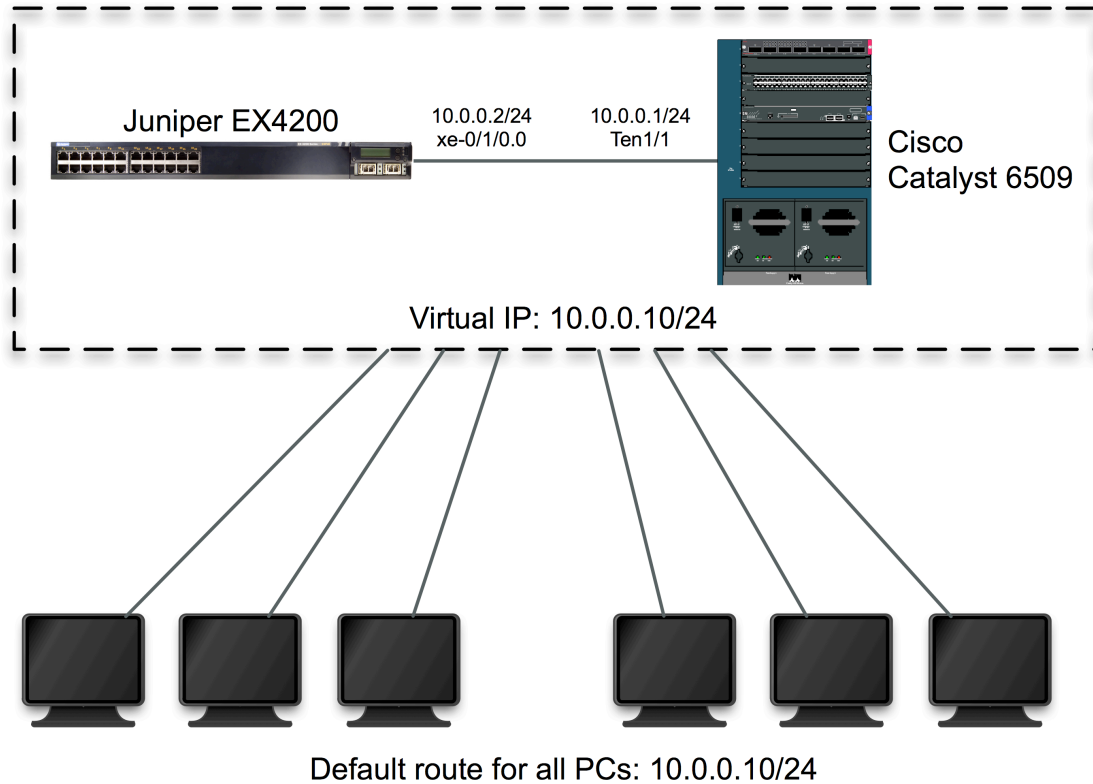 Juniper EX4200
10.0.0.2/24
xe-0/1/0.0
10.0.0.1/24
Ten1/1
Cisco
Catalyst 6509
Virtual IP: 10.0.0.10/24
Default route for all PCs: 10.0.0.10/24